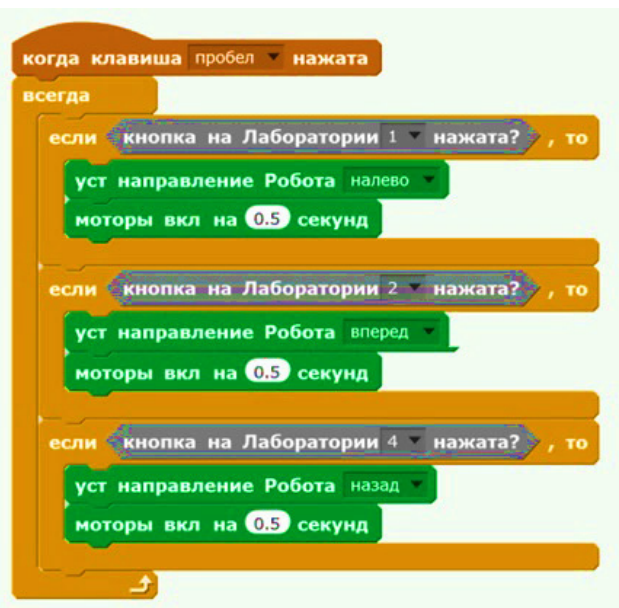 когда клавиша пробел нажата
всегда
если кнопка на Лаборатории 1 нажата? , то
уст направление Робота налево
моторы вкл на 0.5 секунд
если кнопка на Лаборатории 2 нажата? , то
уст направление Робота вперед
моторы вкл на 0.5 секунд
если кнопка на Лаборатории 4 нажата? , то
уст направление Робота назад
моторы вкл на 0.5 секунд